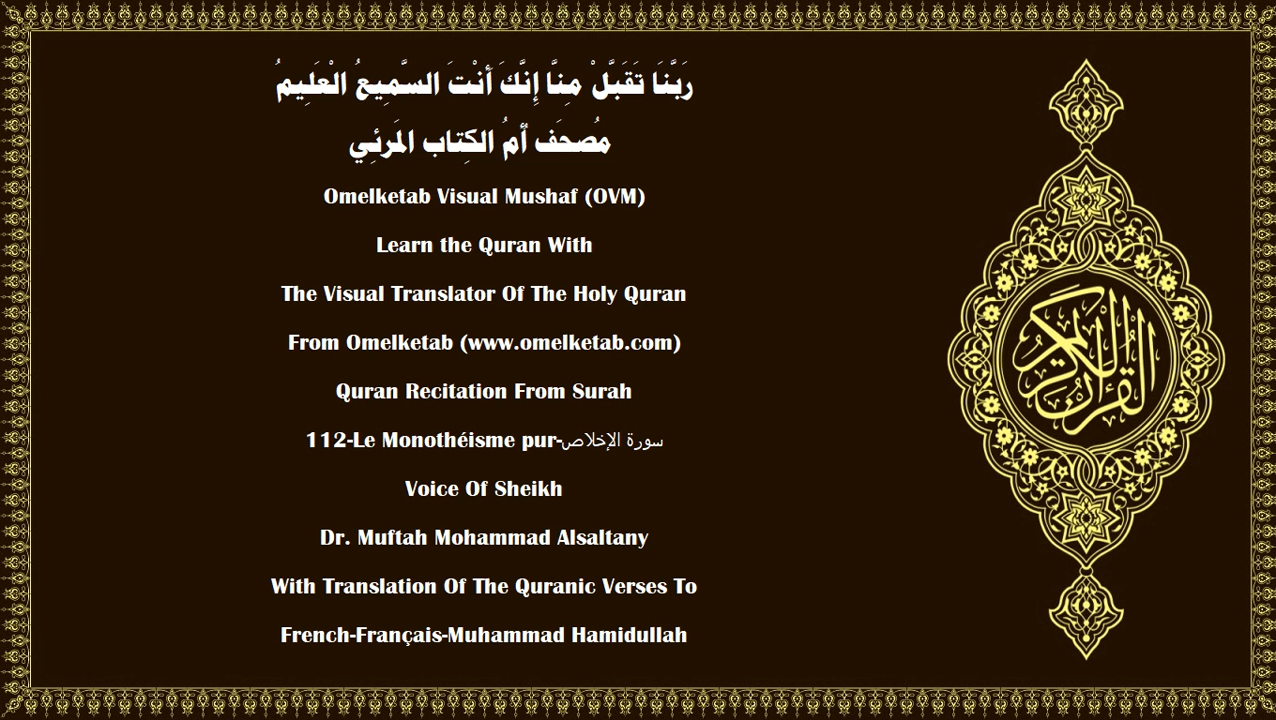 رَبَّنَا تَقَبَّلْ مِنَّا إِنَّكَ أَنْتَ السَّمِيعُ الْعَلِيمُ
مُصحَف أمُ الكِتاب المَرئِي
Omelketab Visual Mushaf (OVM)
Learn the Quran With
The Visual Translator Of The Holy Quran
From Omelketab (www.omelketab.com)
Quran Recitation From Surah
112-Le Monothéisme pur-سورة الإخلاص
Voice Of Sheikh
Dr. Muftah Mohammad Alsaltany
With Translation Of The Quranic Verses To
French-Français-Muhammad Hamidullah
القرآن الكريم